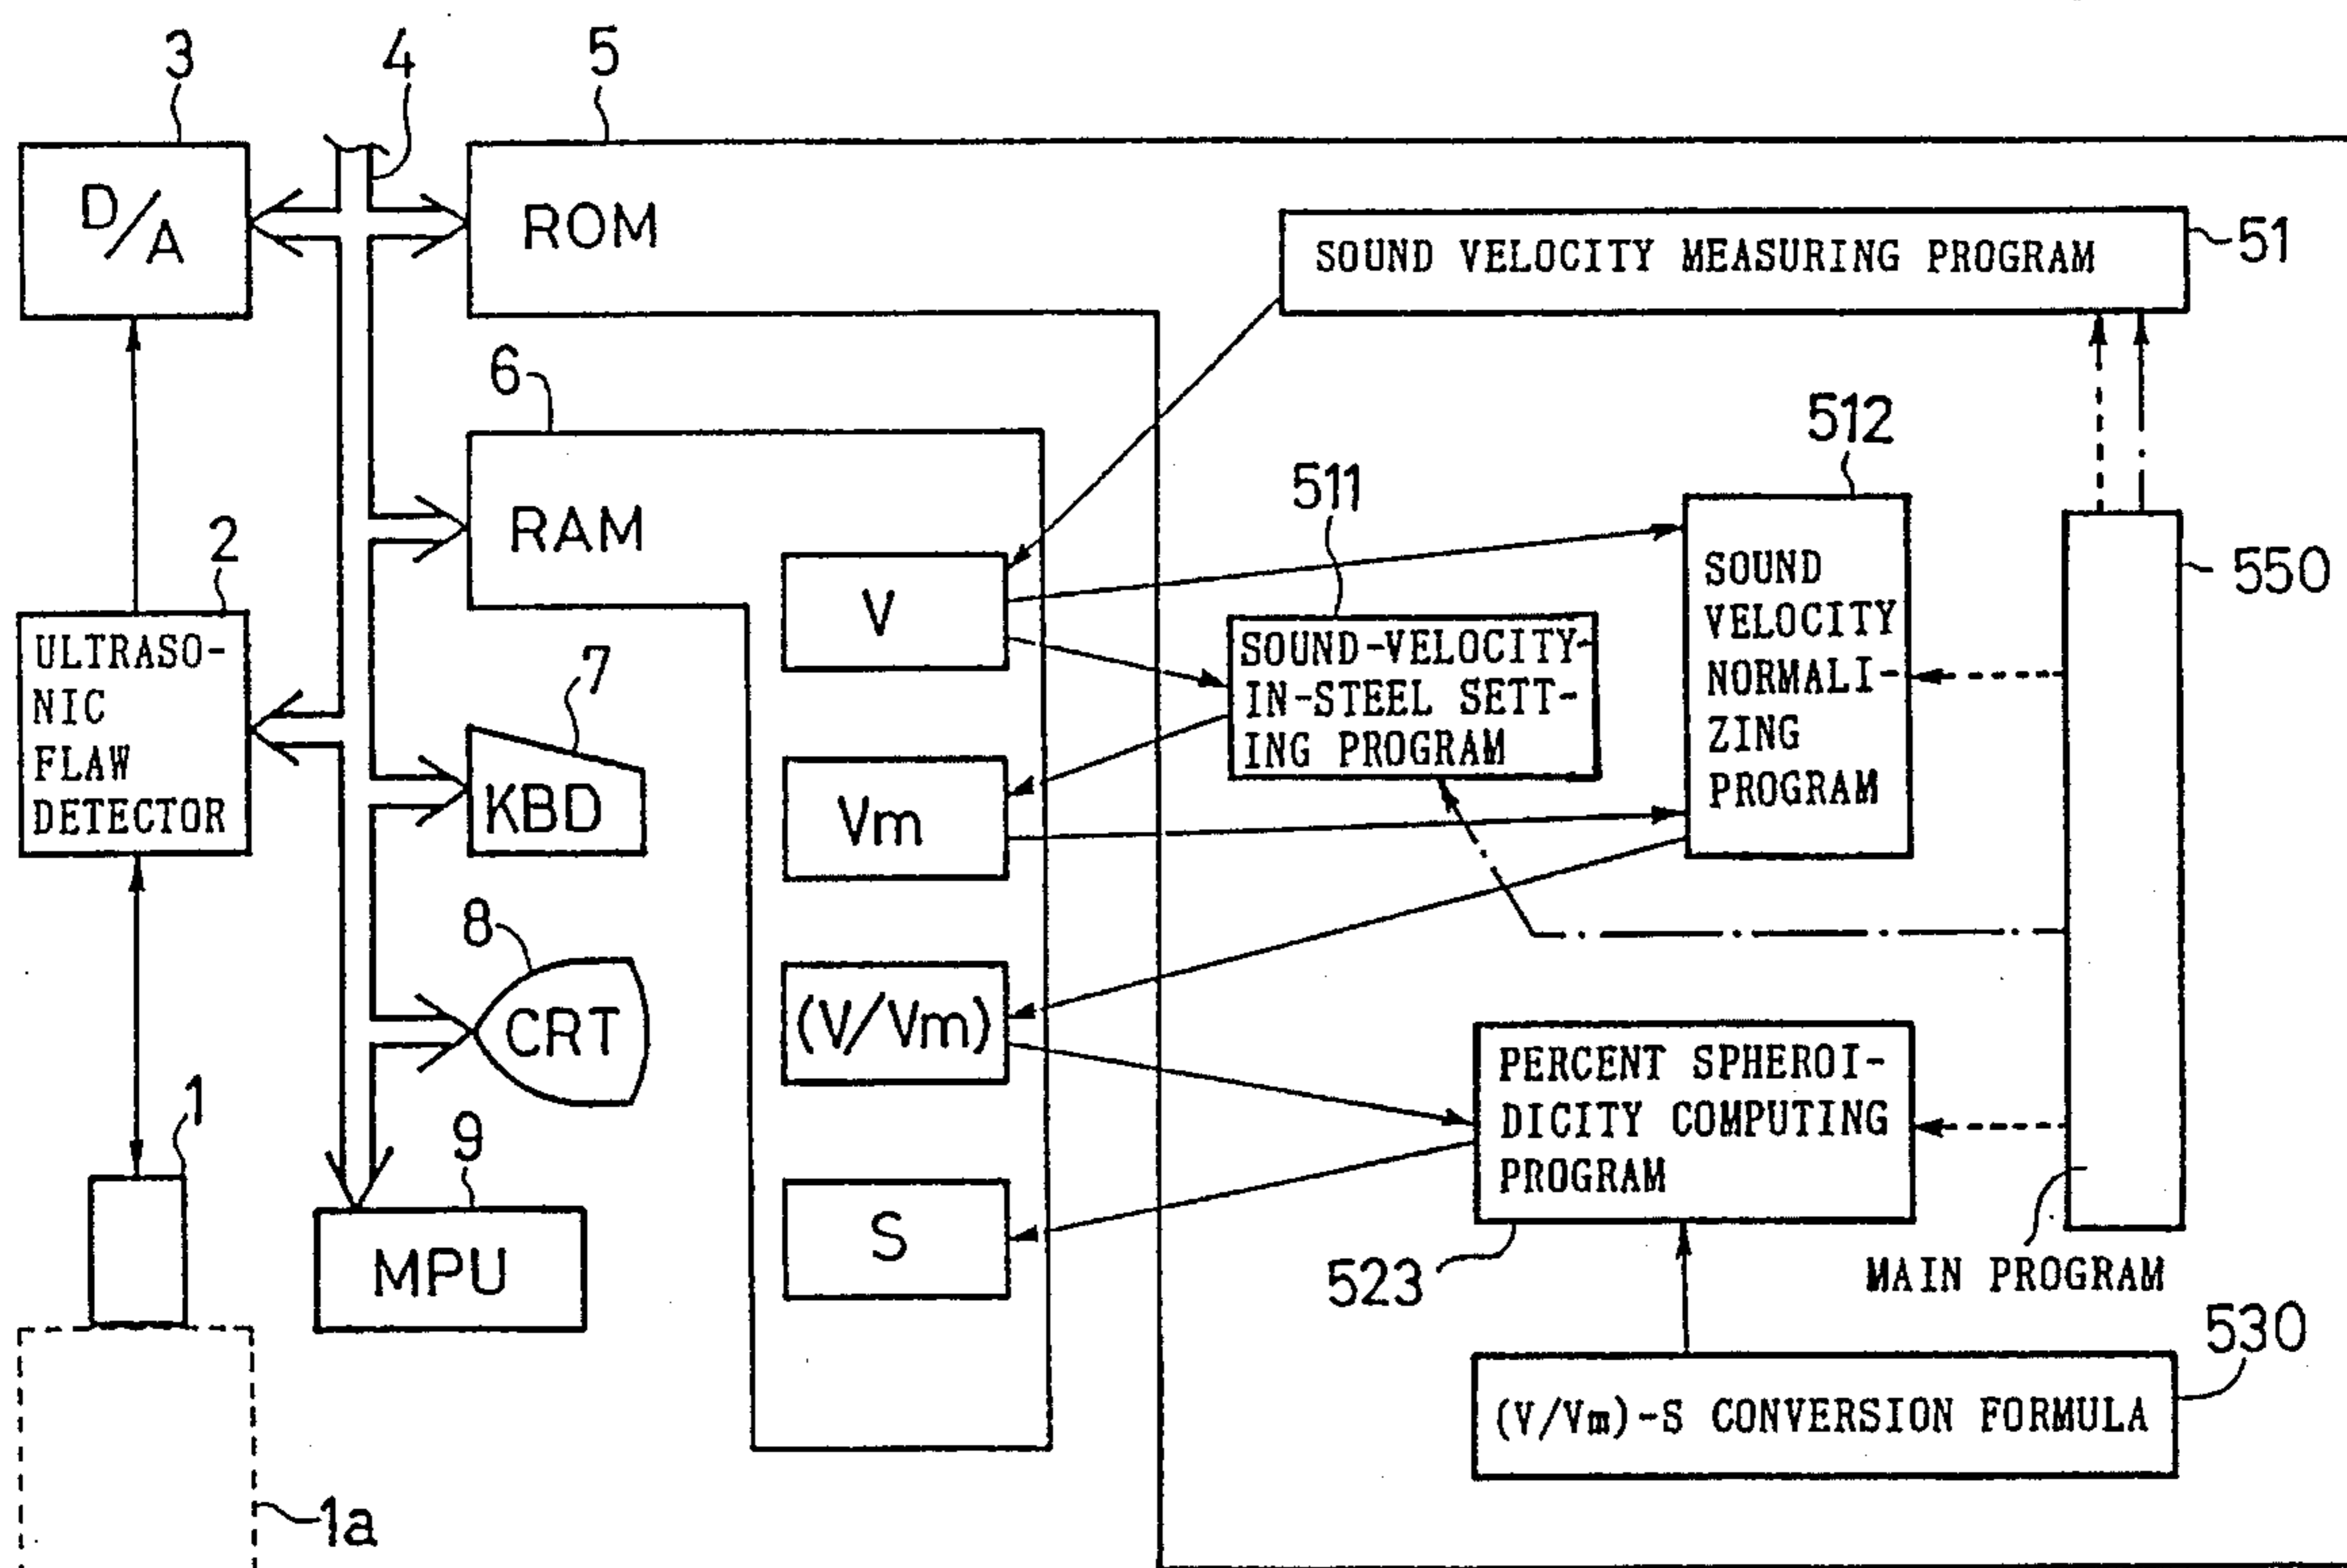 3
4
5
D/A
ROM
SOUND VELOCITY MEASURING PROGRAM
51
6
RAM
512
511
2
ULTRASO-
NIC
FLAW
DETECTOR
V
SOUND-VELOCITY-
IN-STEEL SETT-
ING PROGRAM
SOUND
VELOCITY
NORMALI-
ZING
PROGRAM
550
7
KBD
Vm
8
CRT
(V/Vm)
PERCENT SPHEROI-
DICITY COMPUTING
PROGRAM
1
9
MPU
S
523
MAIN PROGRAM
530
(V/Vm)-S CONVERSION FORMULA
1a